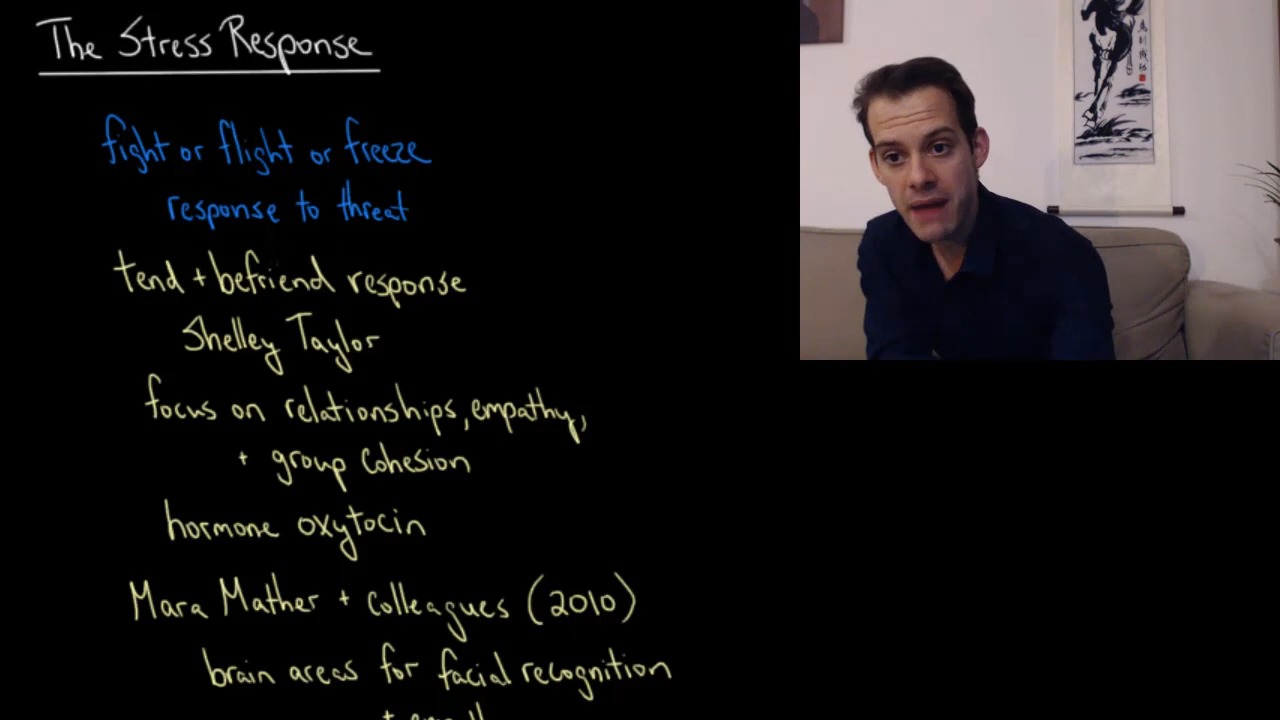 The Stress Response
fight or flight or freeze
response to threat
tend + befriend response
Shelley Taylor
focus on relationships, empathy,
+ group cohesion
hormone oxytocin
Mara Mather + colleagues (2010)
brain areas for facial recognition